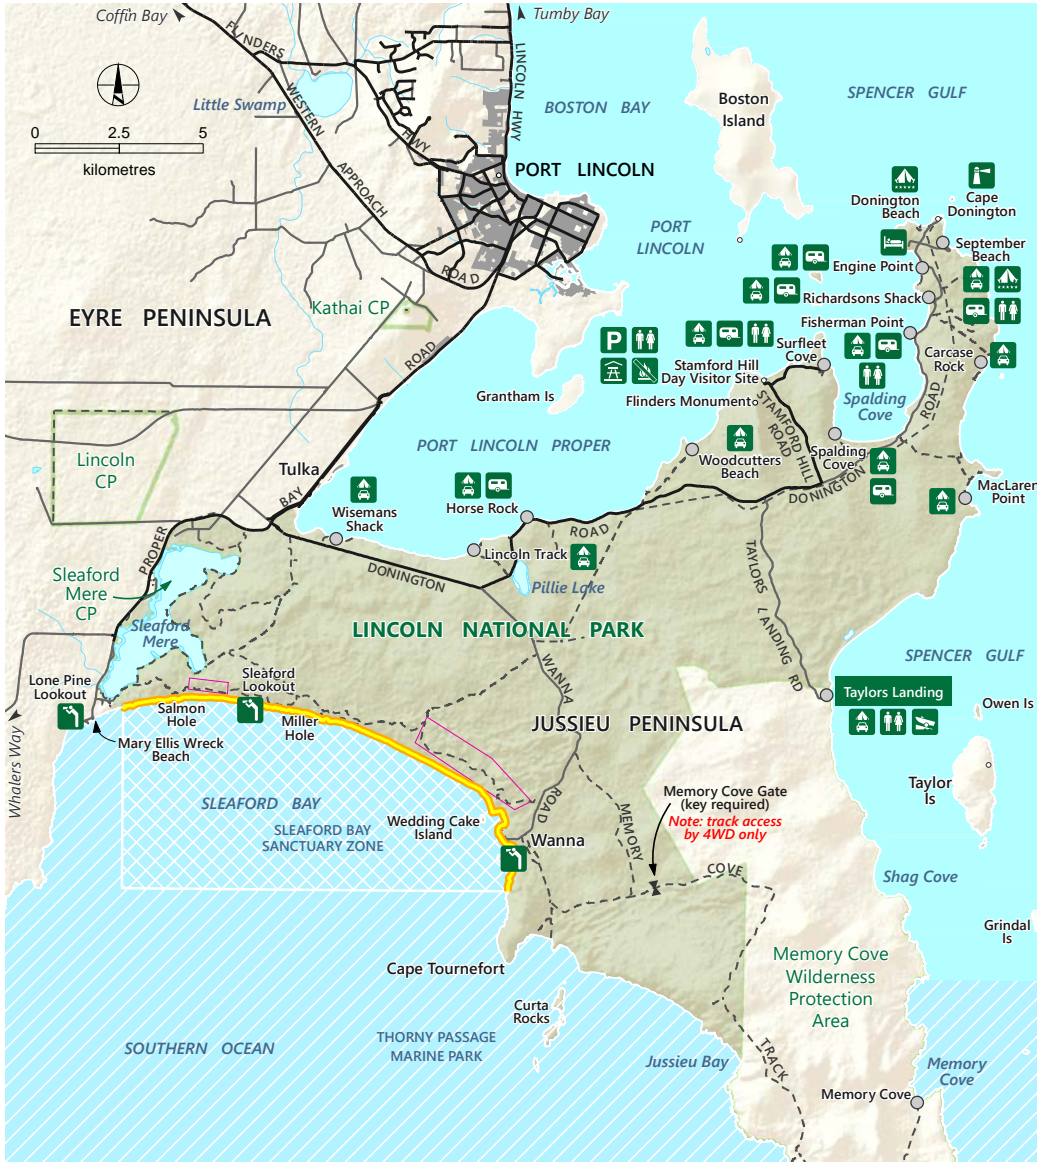 Coffin Bay
Tumby Bay
FLINDERS
HWY
LINCOLN HWY
WESTERN
APPROACH
ROAD
Little Swamp
BOSTON BAY
Boston
Island
SPENCER GULF
0 2.5 5
kilometres
PORT LINCOLN
PORT
LINCOLN
Donington
Beach
Cape
Donington
September
Beach
Engine Point
Richardsons Shack
Fisherman Point
Carcase
Rock
Kathai CP
EYRE PENINSULA
P
Surfleet
Cove
Stamford Hill
Day Visitor Site
Flinders Monument
Grantham Is
Spalding
Cove
ROAD
STAMFORD HILL
ROAD
PORT LINCOLN PROPER
Woodcutters
Beach
Spalding
Cove
DONINGTON
ROAD
MacLaren
Point
Lincoln
CP
Tulka
PROPER
BAY
ROAD
Wisemans
Shack
Horse Rock
Lincoln Track
DONINGTON
ROAD
Pillie Lake
TAYLORS LANDING RD
Sleaford
Mere
CP
Sleaford
Mere
LINCOLN NATIONAL PARK
SPENCER GULF
Lone Pine
Lookout
Salmon
Hole
Sleaford
Lookout
Miller
Hole
Mary Ellis Wreck
Beach
Whalers Way
WANNA
ROAD
JUSSIEU PENINSULA
Taylors Landing
Owen Is
Taylor
Is
SLEAFORD BAY
SLEAFORD BAY
SANCTUARY ZONE
Wedding Cake
Island
Wanna
Memory Cove Gate
(key required)
Note: track access
by 4WD only
MEMORY
COVE
TRACK
Shag Cove
Grindal
Is
Cape Tournefort
Curta
Rocks
Memory Cove
Wilderness
Protection
Area
SOUTHERN OCEAN
THORNY PASSAGE
MARINE PARK
Jussieu Bay
Memory
Cove
Memory Cove